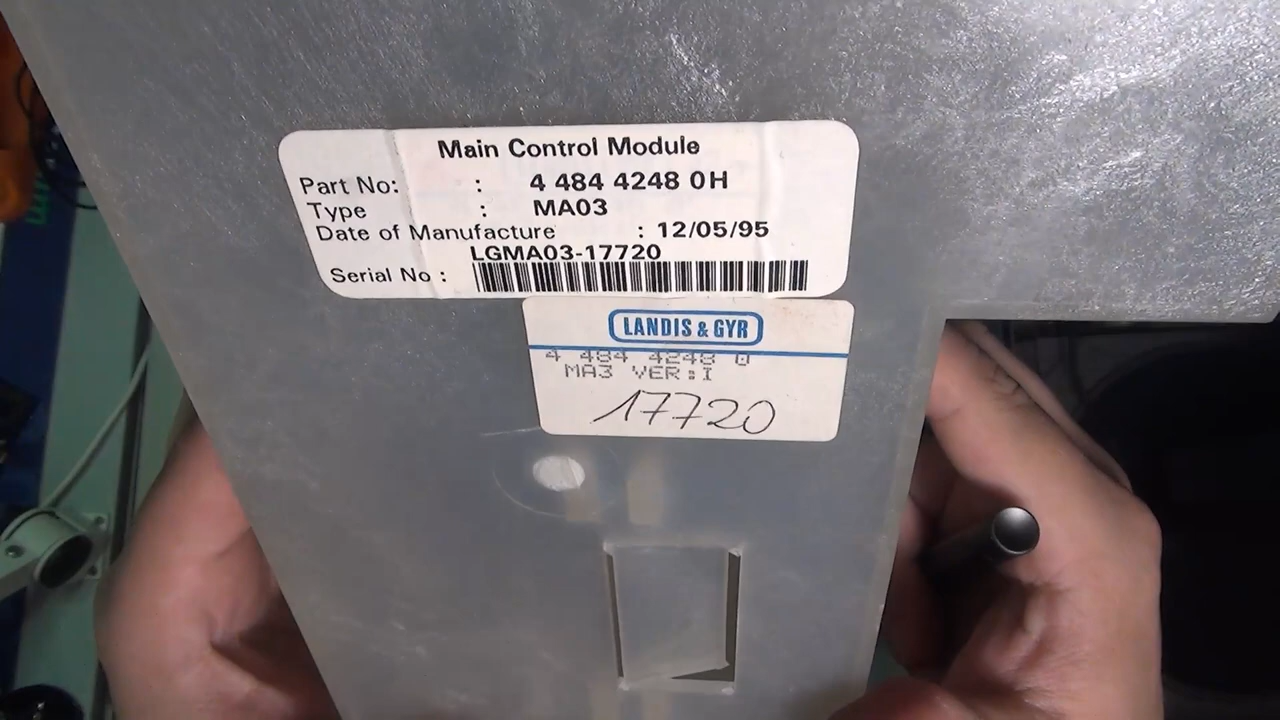 Main Control Module
Part No: : 4 484 4248 0H
Type : MA03
Date of Manufacture : 12/05/95
LGMA03-17720
Serial No :
LANDIS & GYR
4 484 4248 0
MA3 VER:I
17720